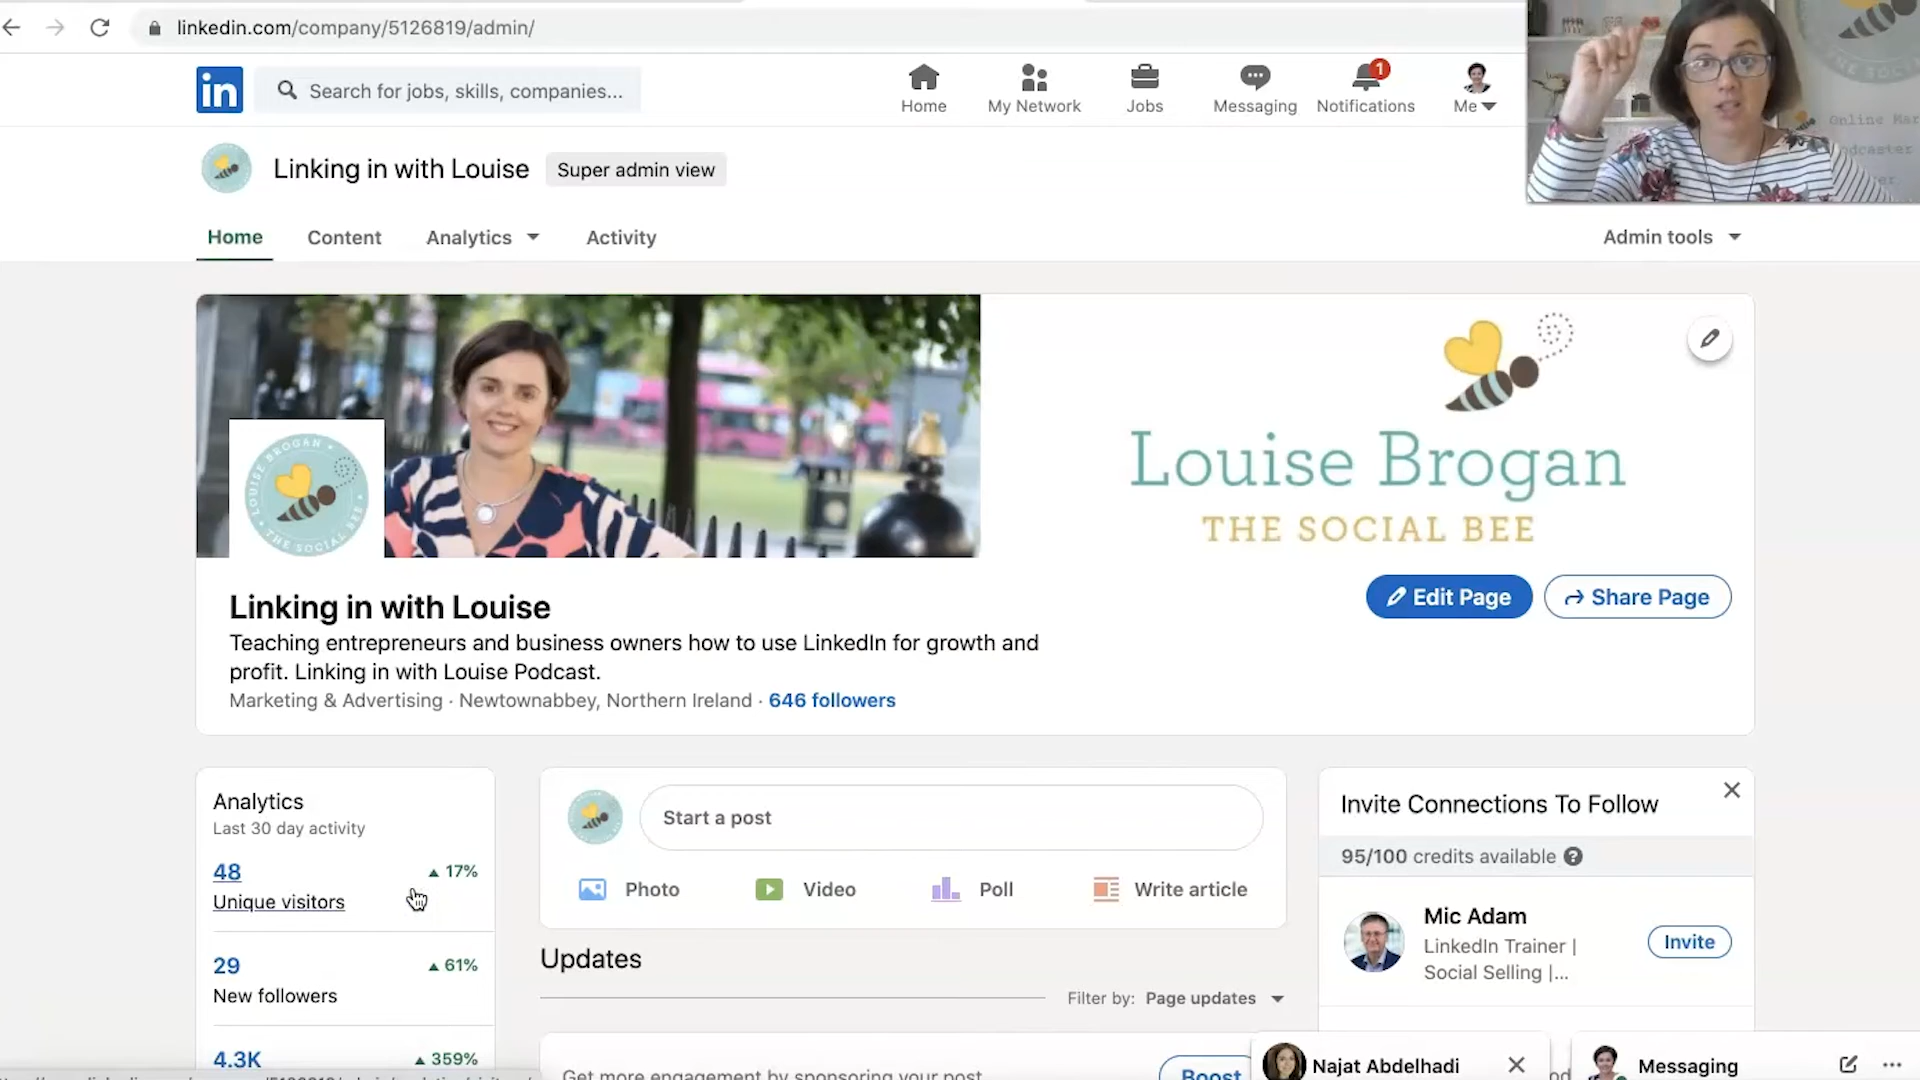 linkedin.com/company/5126819/admin/
in
Search for jobs, skills, companies...
Home
My Network
Jobs
Messaging
1
Notifications
Me
Linking in with Louise
Super admin view
Home
Content
Analytics
Activity
Admin tools
LOUISE BROGAN
THE SOCIAL BEE
Louise Brogan
THE SOCIAL BEE
Edit Page
Share Page
Linking in with Louise
Teaching entrepreneurs and business owners how to use LinkedIn for growth and
profit. Linking in with Louise Podcast.
Marketing & Advertising · Newtownabbey, Northern Ireland · 646 followers
Analytics
Last 30 day activity
48
17%
Unique visitors
29
61%
New followers
4.3K
359%
Start a post
Photo
Video
Poll
Write article
Updates
Filter by: Page updates
Get more engagement by sponsoring your post
Boost
Invite Connections To Follow
95/100 credits available
Mic Adam
LinkedIn Trainer |
Social Selling |...
Invite
Najat Abdelhadi
Messaging